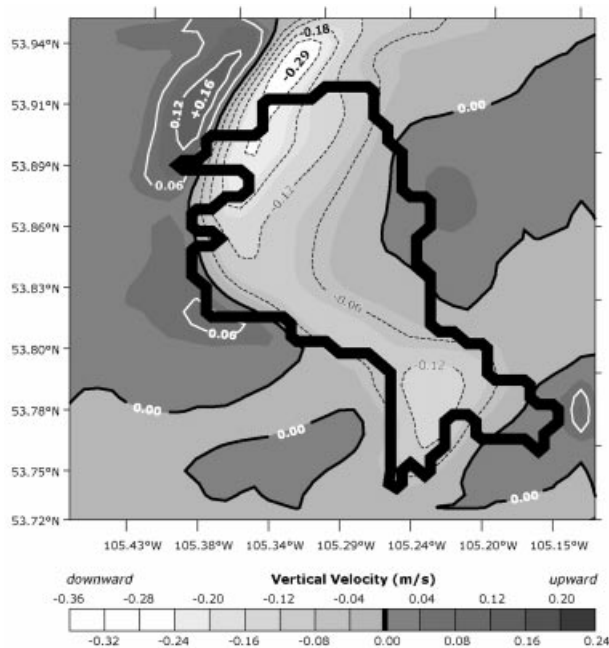 53.94°N
53.91°N
53.89°N
53.86°N
53.83°N
53.80°N
53.78°N
53.75°N
53.72°N
-0.18
-0.29
+0.16
0.12
0.06
0.00
-0.12
-0.06
0.06
-0.12
0.00
0.00
0.00
105.43°W 105.38°W 105.34°W 105.29°W 105.24°W 105.20°W 105.15°W
downward Vertical Velocity (m/s) upward
-0.36 -0.28 -0.20 -0.12 -0.04 0.04 0.12 0.20
-0.32 -0.24 -0.16 -0.08 0.00 0.08 0.16 0.24